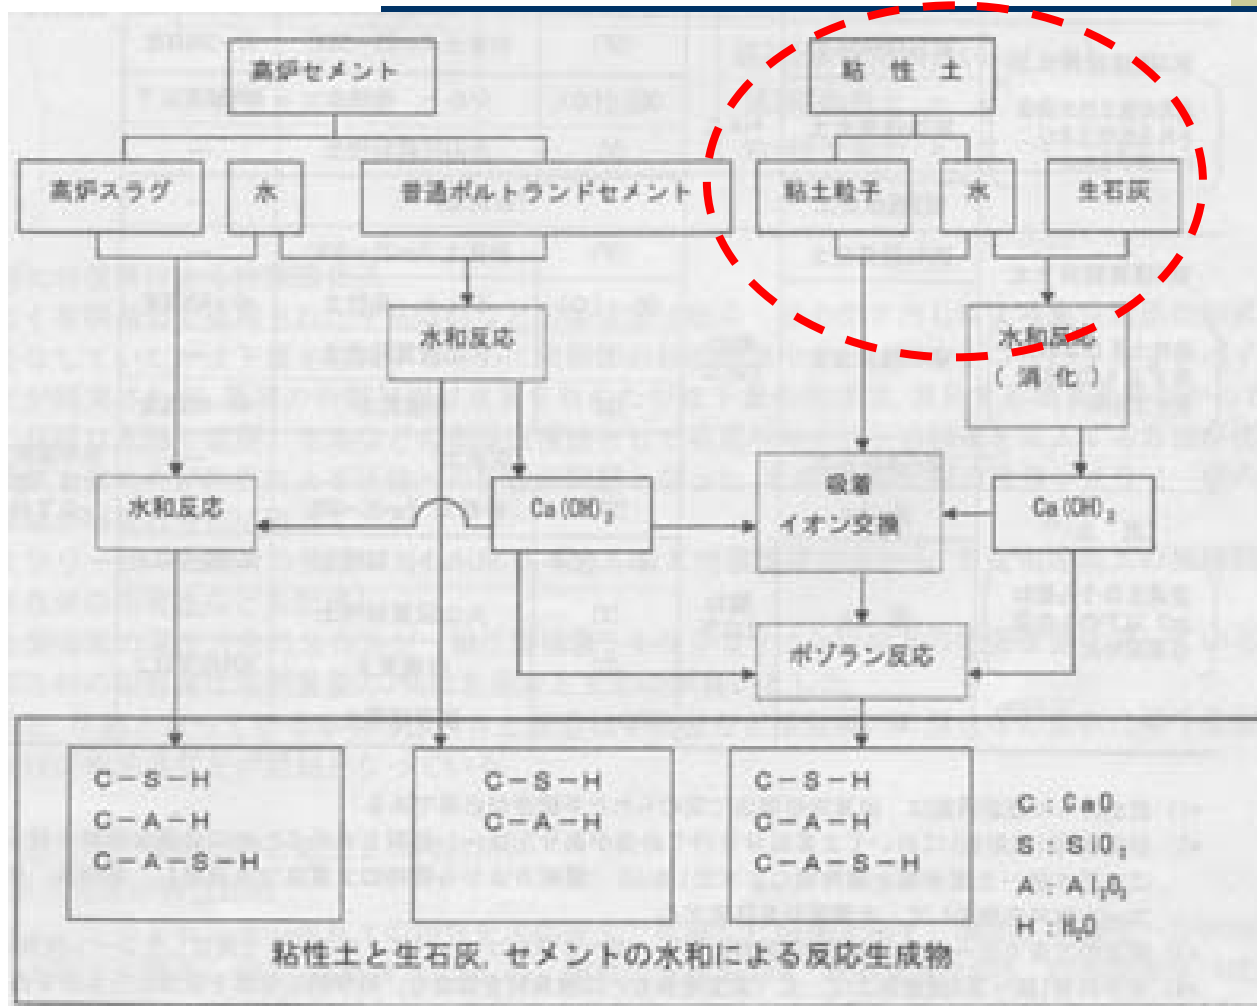 高炉セメント
粘 性 土
高炉スラグ
水
普通ポルトランドセメント
粘土粒子
水
生石灰
水和反応
水和反応
( 消 化 )
水和反応
Ca(OH)₂
吸着
イオン交換
Ca(OH)₂
ポゾラン反応
C-S-H
C-A-H
C-A-S-H
C-S-H
C-A-H
C-S-H
C-A-H
C-A-S-H
C:CaO
S:SiO₂
A:Al₂O₃
H:H₂O
粘性土と生石灰,セメントの水和による反応生成物